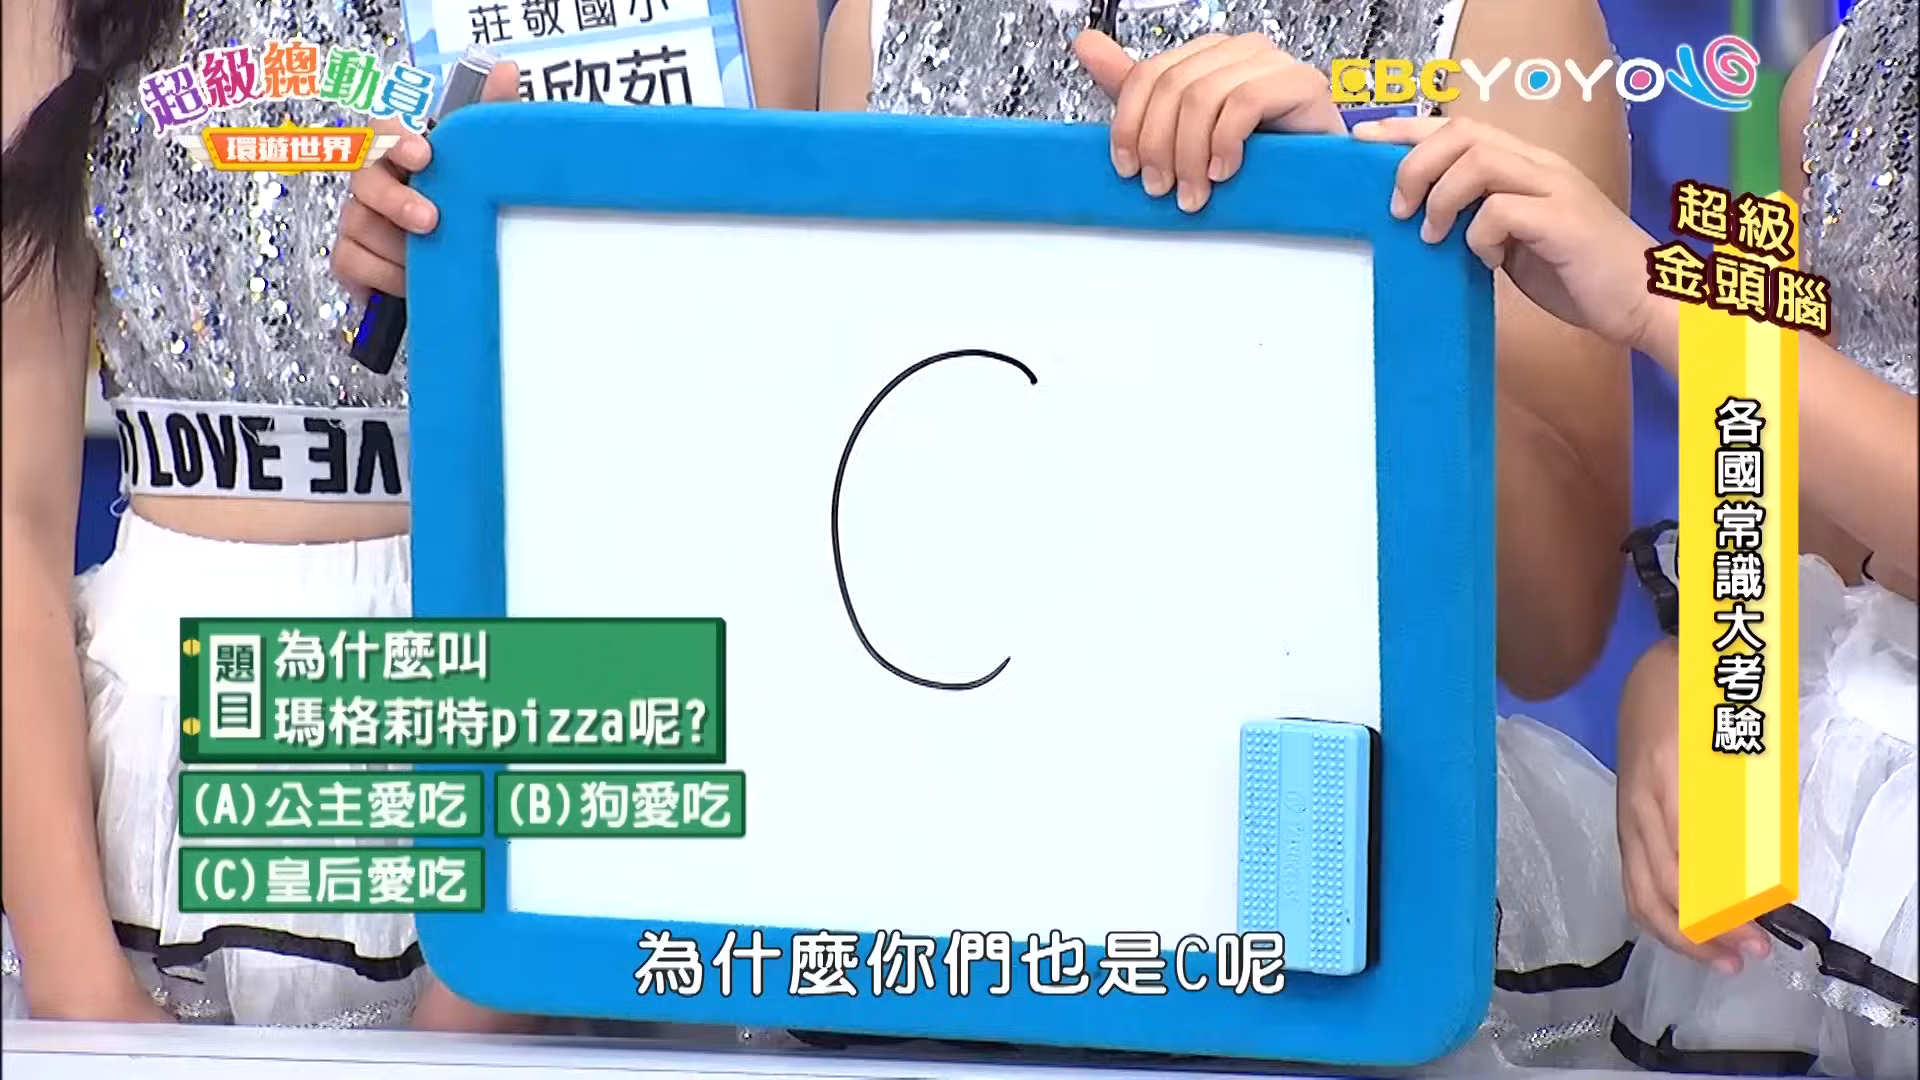 莊敬國小
欣茹
超級總動員
環遊世界
EBCYOYO
超級
金頭腦
各國常識大考驗
LOVE
C
題目
為什麼叫
瑪格莉特pizza呢?
(A)公主愛吃
(B)狗愛吃
(C)皇后愛吃
為什麼你們也是C呢